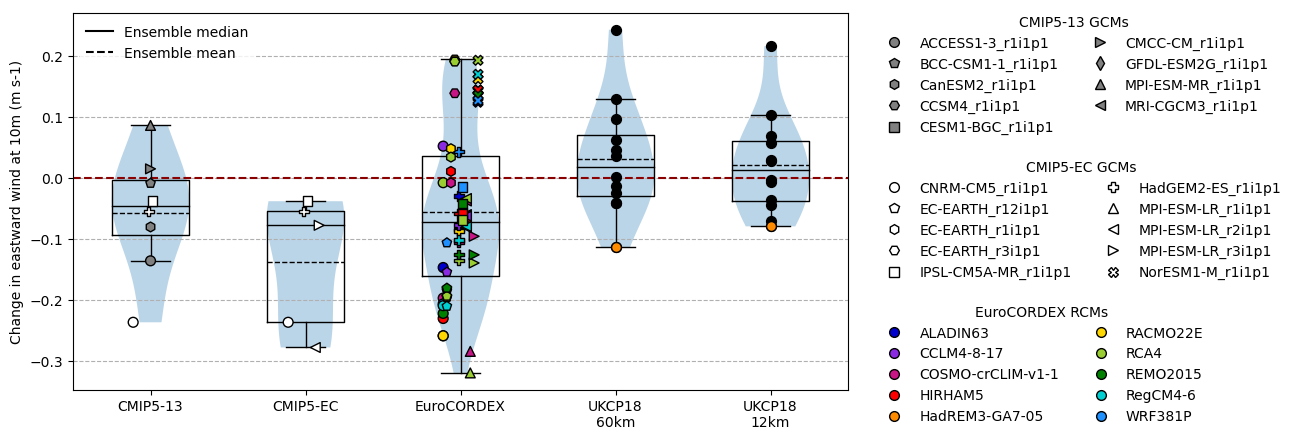 Change in eastward wind at 10m (m s-1)
0.2
0.1
0.0
−0.1
−0.2
−0.3
Ensemble median
Ensemble mean
CMIP5-13
CMIP5-EC
EuroCORDEX
UKCP18
60km
UKCP18
12km
CMIP5-13 GCMs
ACCESS1-3_r1i1p1
BCC-CSM1-1_r1i1p1
CanESM2_r1i1p1
CCSM4_r1i1p1
CESM1-BGC_r1i1p1
CMCC-CM_r1i1p1
GFDL-ESM2G_r1i1p1
MPI-ESM-MR_r1i1p1
MRI-CGCM3_r1i1p1
CMIP5-EC GCMs
CNRM-CM5_r1i1p1
EC-EARTH_r12i1p1
EC-EARTH_r1i1p1
EC-EARTH_r3i1p1
IPSL-CM5A-MR_r1i1p1
HadGEM2-ES_r1i1p1
MPI-ESM-LR_r1i1p1
MPI-ESM-LR_r2i1p1
MPI-ESM-LR_r3i1p1
NorESM1-M_r1i1p1
EuroCORDEX RCMs
ALADIN63
CCLM4-8-17
COSMO-crCLIM-v1-1
HIRHAM5
HadREM3-GA7-05
RACMO22E
RCA4
REMO2015
RegCM4-6
WRF381P